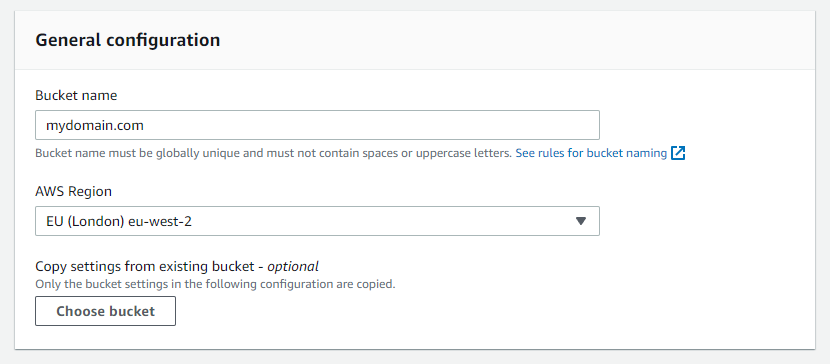 General configuration
Bucket name
mydomain.com
Bucket name must be globally unique and must not contain spaces or uppercase letters. See rules for bucket naming
AWS Region
EU (London) eu-west-2
Copy settings from existing bucket - optional
Only the bucket settings in the following configuration are copied.
Choose bucket